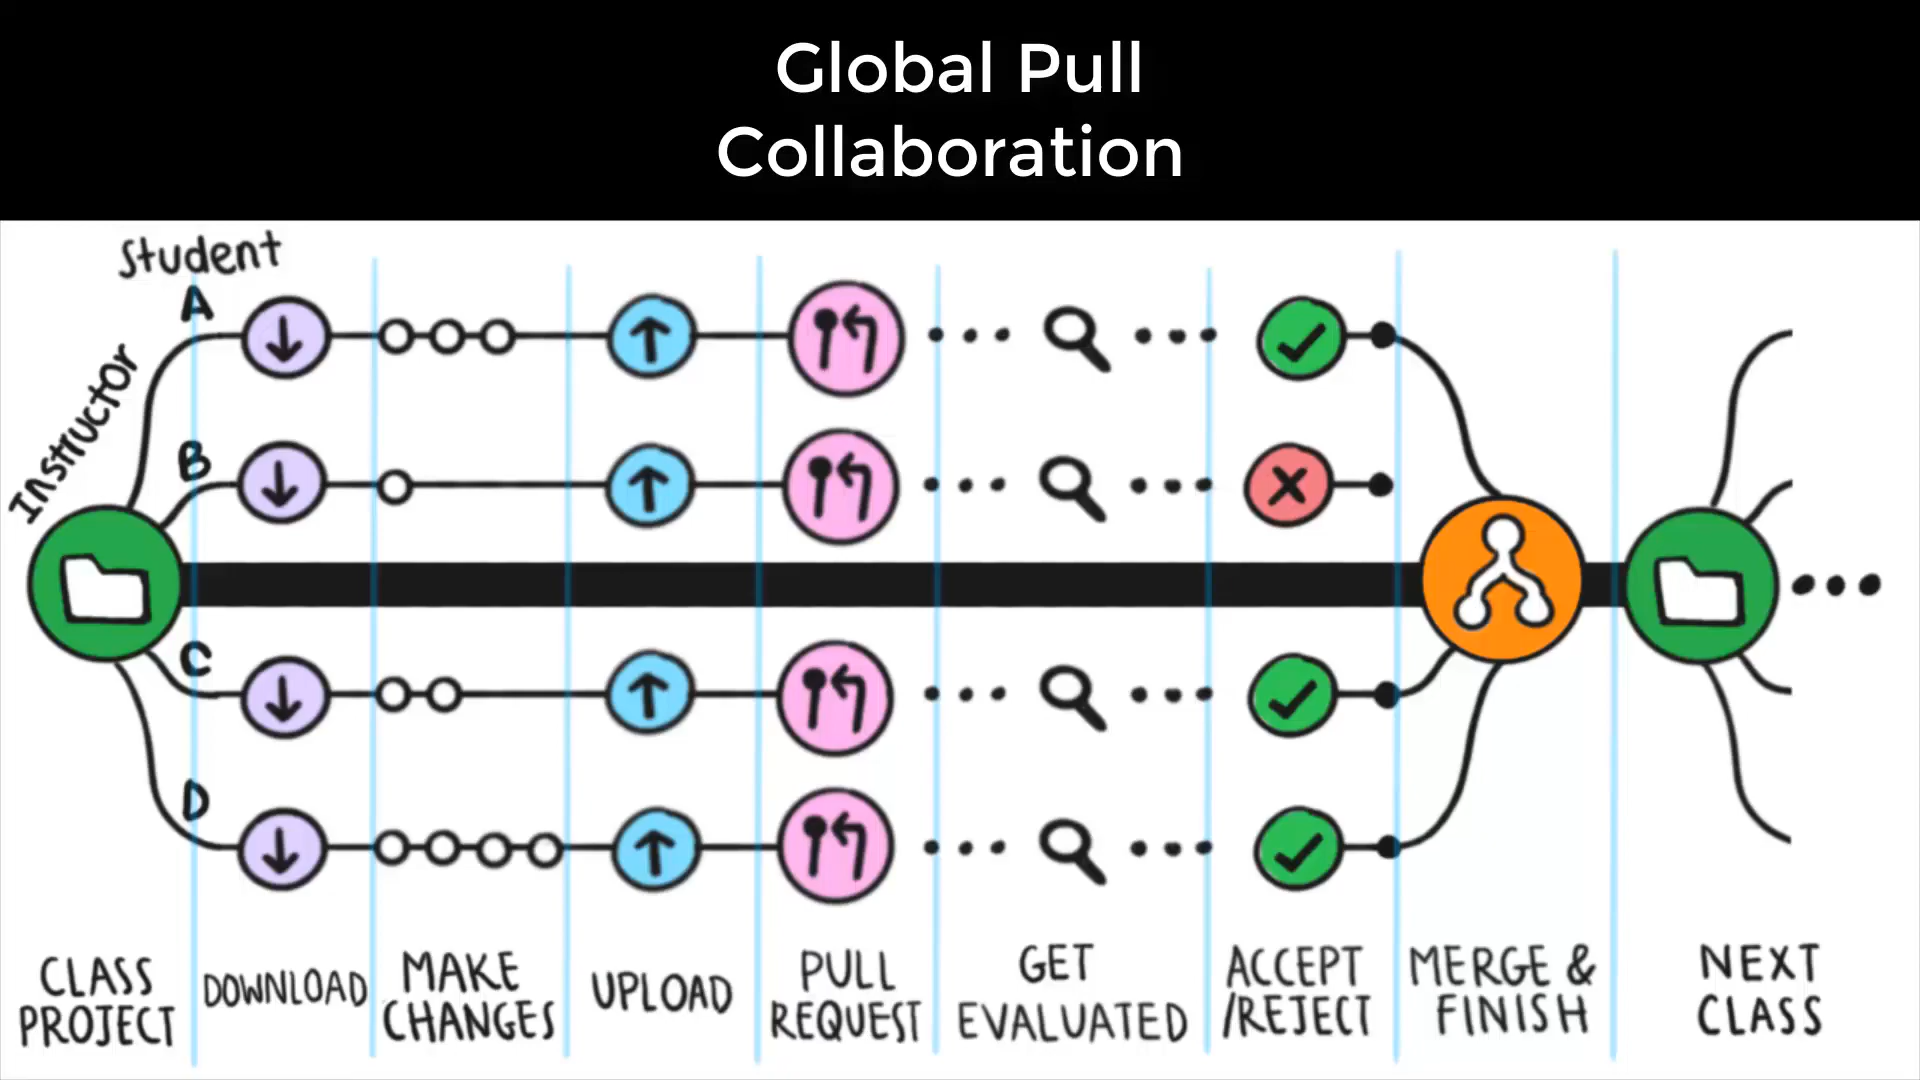 Global Pull
Collaboration
Student
Instructor
A
B
C
D
CLASS
PROJECT
DOWNLOAD
MAKE
CHANGES
UPLOAD
PULL
REQUEST
GET
EVALUATED
ACCEPT
/REJECT
MERGE &
FINISH
NEXT
CLASS